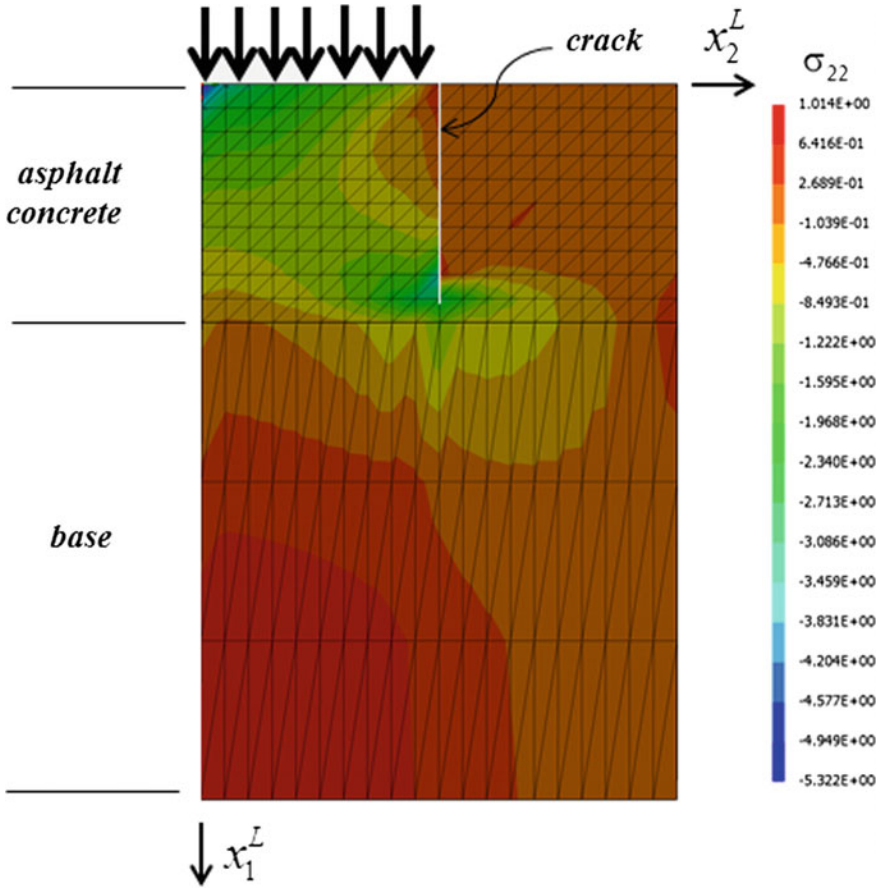 crack
x₂ᴸ
σ₂₂
asphalt
concrete
base
1.014E+00
6.416E-01
2.689E-01
-1.039E-01
-4.766E-01
-8.493E-01
-1.222E+00
-1.595E+00
-1.968E+00
-2.340E+00
-2.713E+00
-3.086E+00
-3.459E+00
-3.831E+00
-4.204E+00
-4.577E+00
-4.949E+00
-5.322E+00
x₁ᴸ